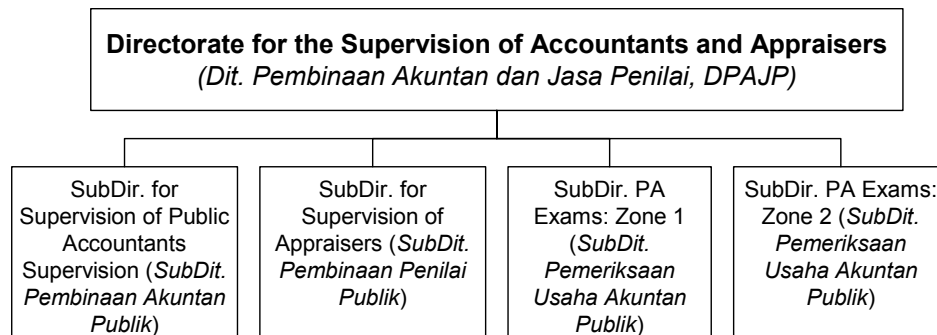 Directorate for the Supervision of Accountants and Appraisers
(Dit. Pembinaan Akuntan dan Jasa Penilai, DPAJP)
SubDir. for
Supervision of Public
Accountants
Supervision (SubDit.
Pembinaan Akuntan
Publik)
SubDir. for
Supervision of
Appraisers (SubDit.
Pembinaan Penilai
Publik)
SubDir. PA
Exams: Zone 1
(SubDit.
Pemeriksaan
Usaha Akuntan
Publik)
SubDir. PA Exams:
Zone 2 (SubDit.
Pemeriksaan
Usaha Akuntan
Publik)